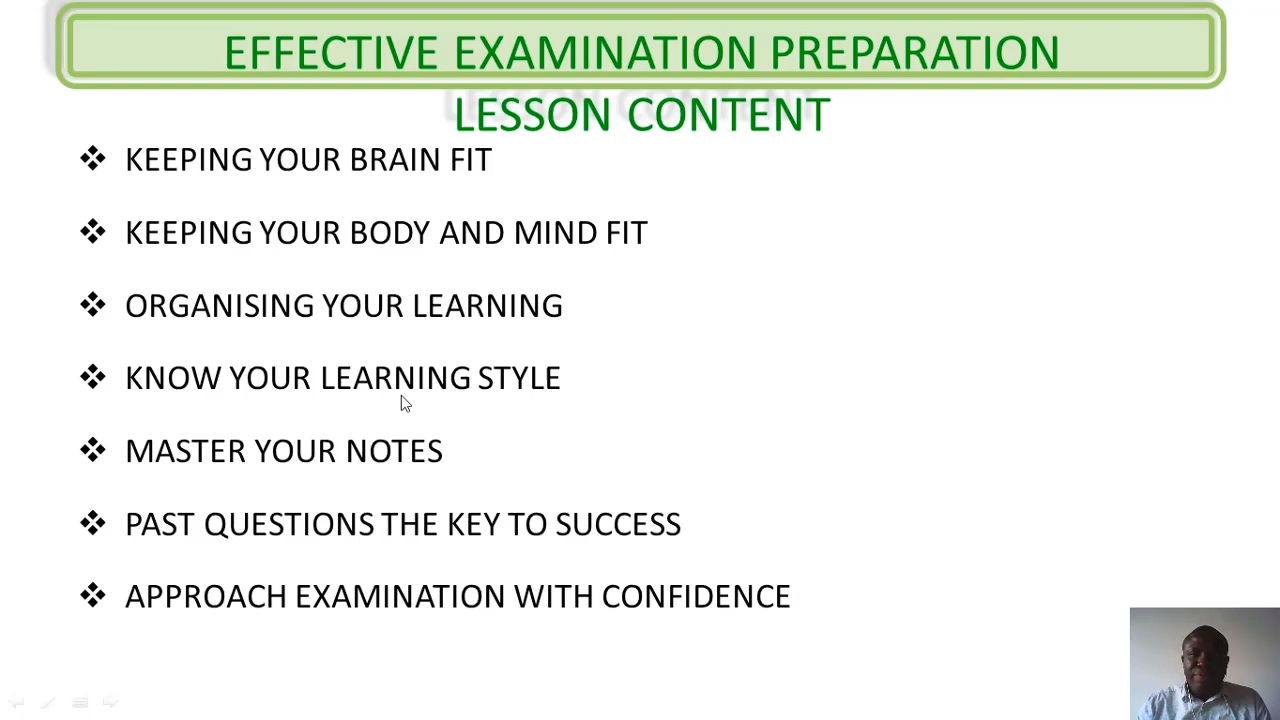 EFFECTIVE EXAMINATION PREPARATION
LESSON CONTENT
KEEPING YOUR BRAIN FIT
KEEPING YOUR BODY AND MIND FIT
ORGANISING YOUR LEARNING
KNOW YOUR LEARNING STYLE
MASTER YOUR NOTES
PAST QUESTIONS THE KEY TO SUCCESS
APPROACH EXAMINATION WITH CONFIDENCE